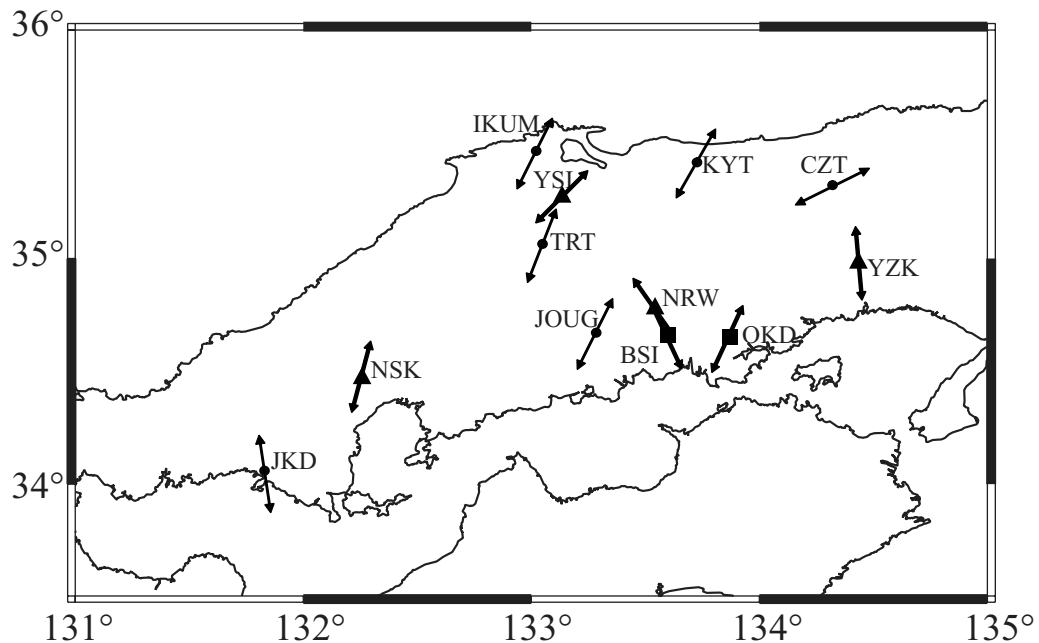 36°
IKUM
YSI
KYT
CZT
35°
TRT
YZK
JOUG
NRW
BSI
OKD
NSK
34°
JKD
131°
132°
133°
134°
135°